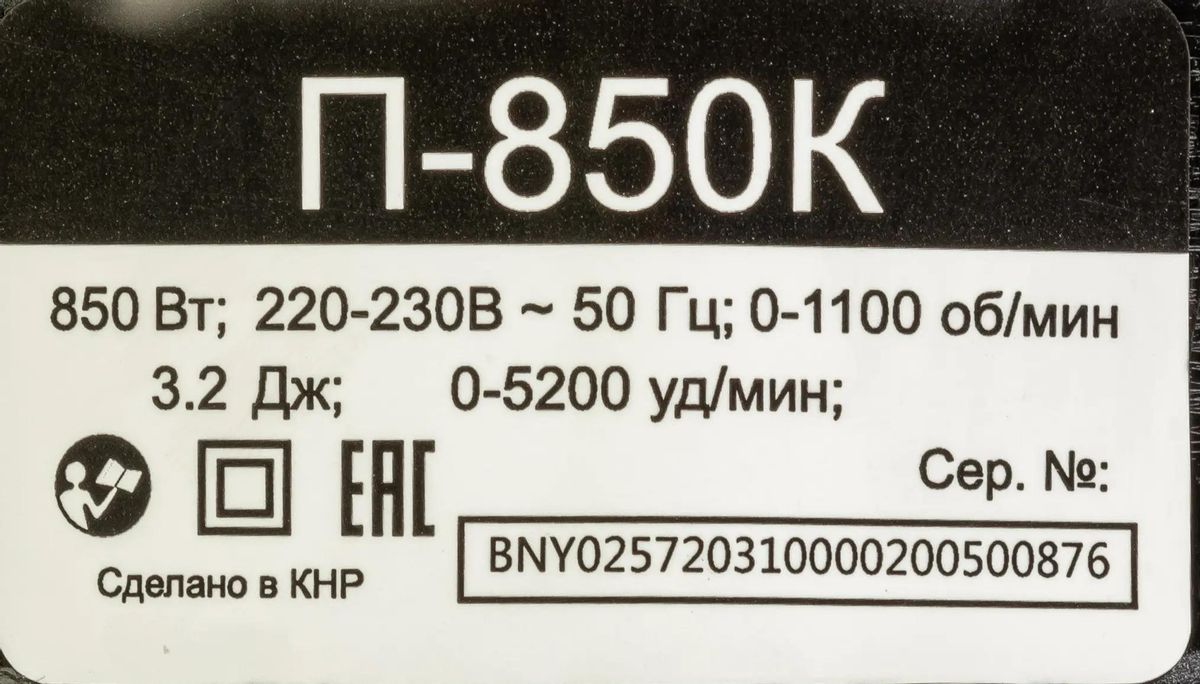 П-850К
850 Вт; 220-230В ~ 50 Гц; 0-1100 об/мин
3.2 Дж; 0-5200 уд/мин;
EAC
Сер. №:
BNY0257203100000200500876
Сделано в КНР